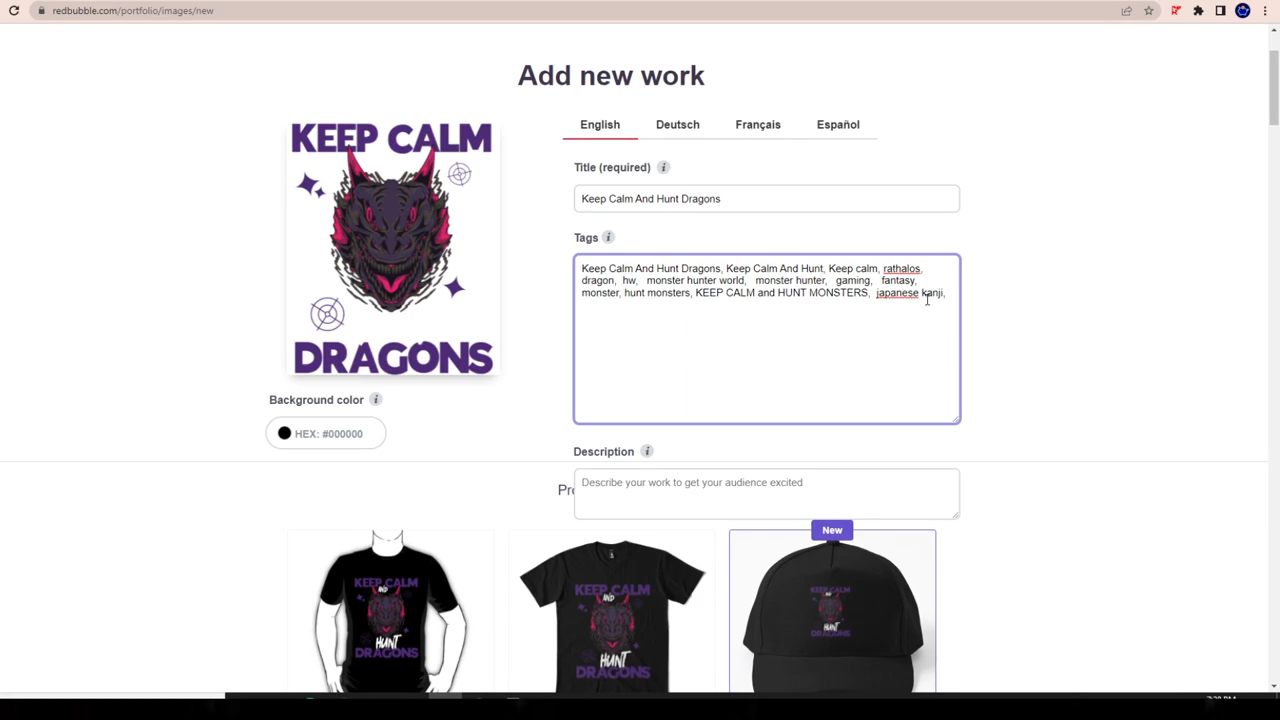 redbubble.com/portfolio/images/new
Add new work
KEEP CALM
DRAGONS
English Deutsch Français Español
Title (required) i
Keep Calm And Hunt Dragons
Tags i
Keep Calm And Hunt Dragons, Keep Calm And Hunt, Keep calm, rathalos,
dragon, hw, monster hunter world, monster hunter, gaming, fantasy,
monster, hunt monsters, KEEP CALM and HUNT MONSTERS, japanese kanji,
Background color i
HEX: #000000
Description i
Describe your work to get your audience excited
New
KEEP CALM
AND
HUNT
DRAGONS
KEEP CALM
AND
HUNT
DRAGONS
KEEP CALM
HUNT
DRAGONS